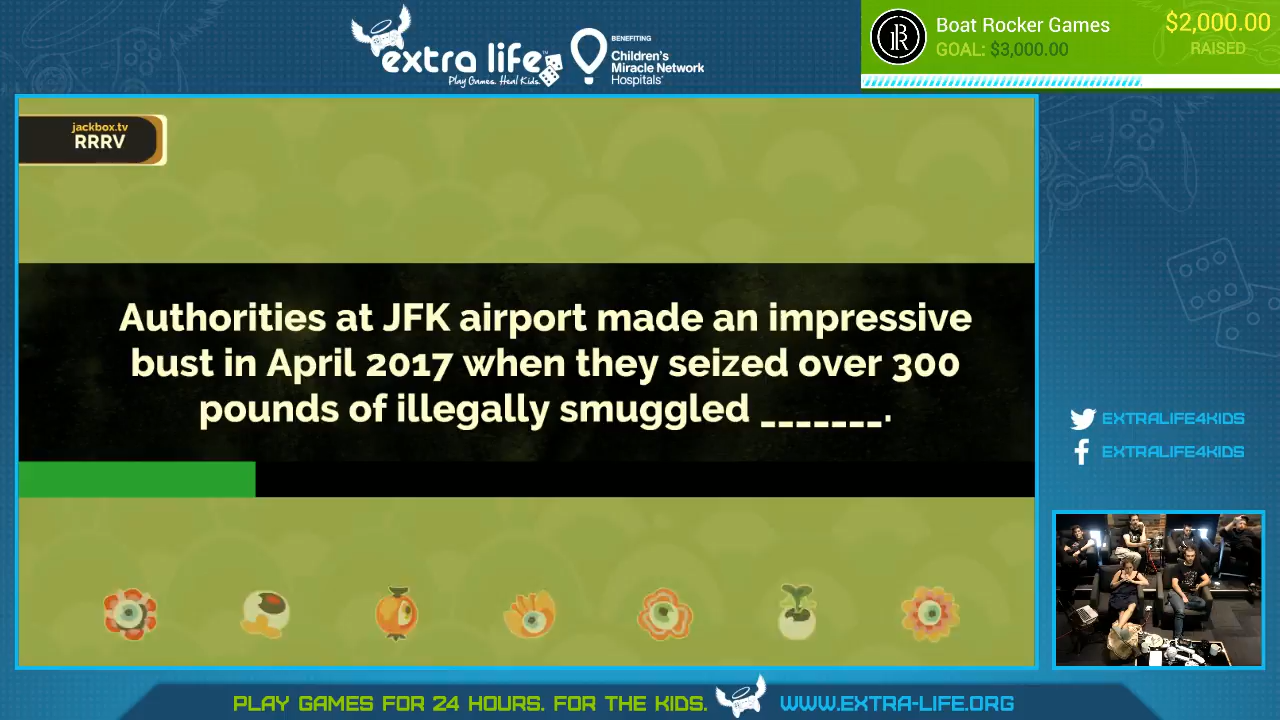 extra life
Play Games. Heal Kids.
BENEFITING
Children's
Miracle Network
Hospitals
Boat Rocker Games
GOAL: $3,000.00
$2,000.00
RAISED
jackbox.tv
RRRV
Authorities at JFK airport made an impressive
bust in April 2017 when they seized over 300
pounds of illegally smuggled _______.
EXTRALIFE4KIDS
EXTRALIFE4KIDS
PLAY GAMES FOR 24 HOURS. FOR THE KIDS.
WWW.EXTRA-LIFE.ORG